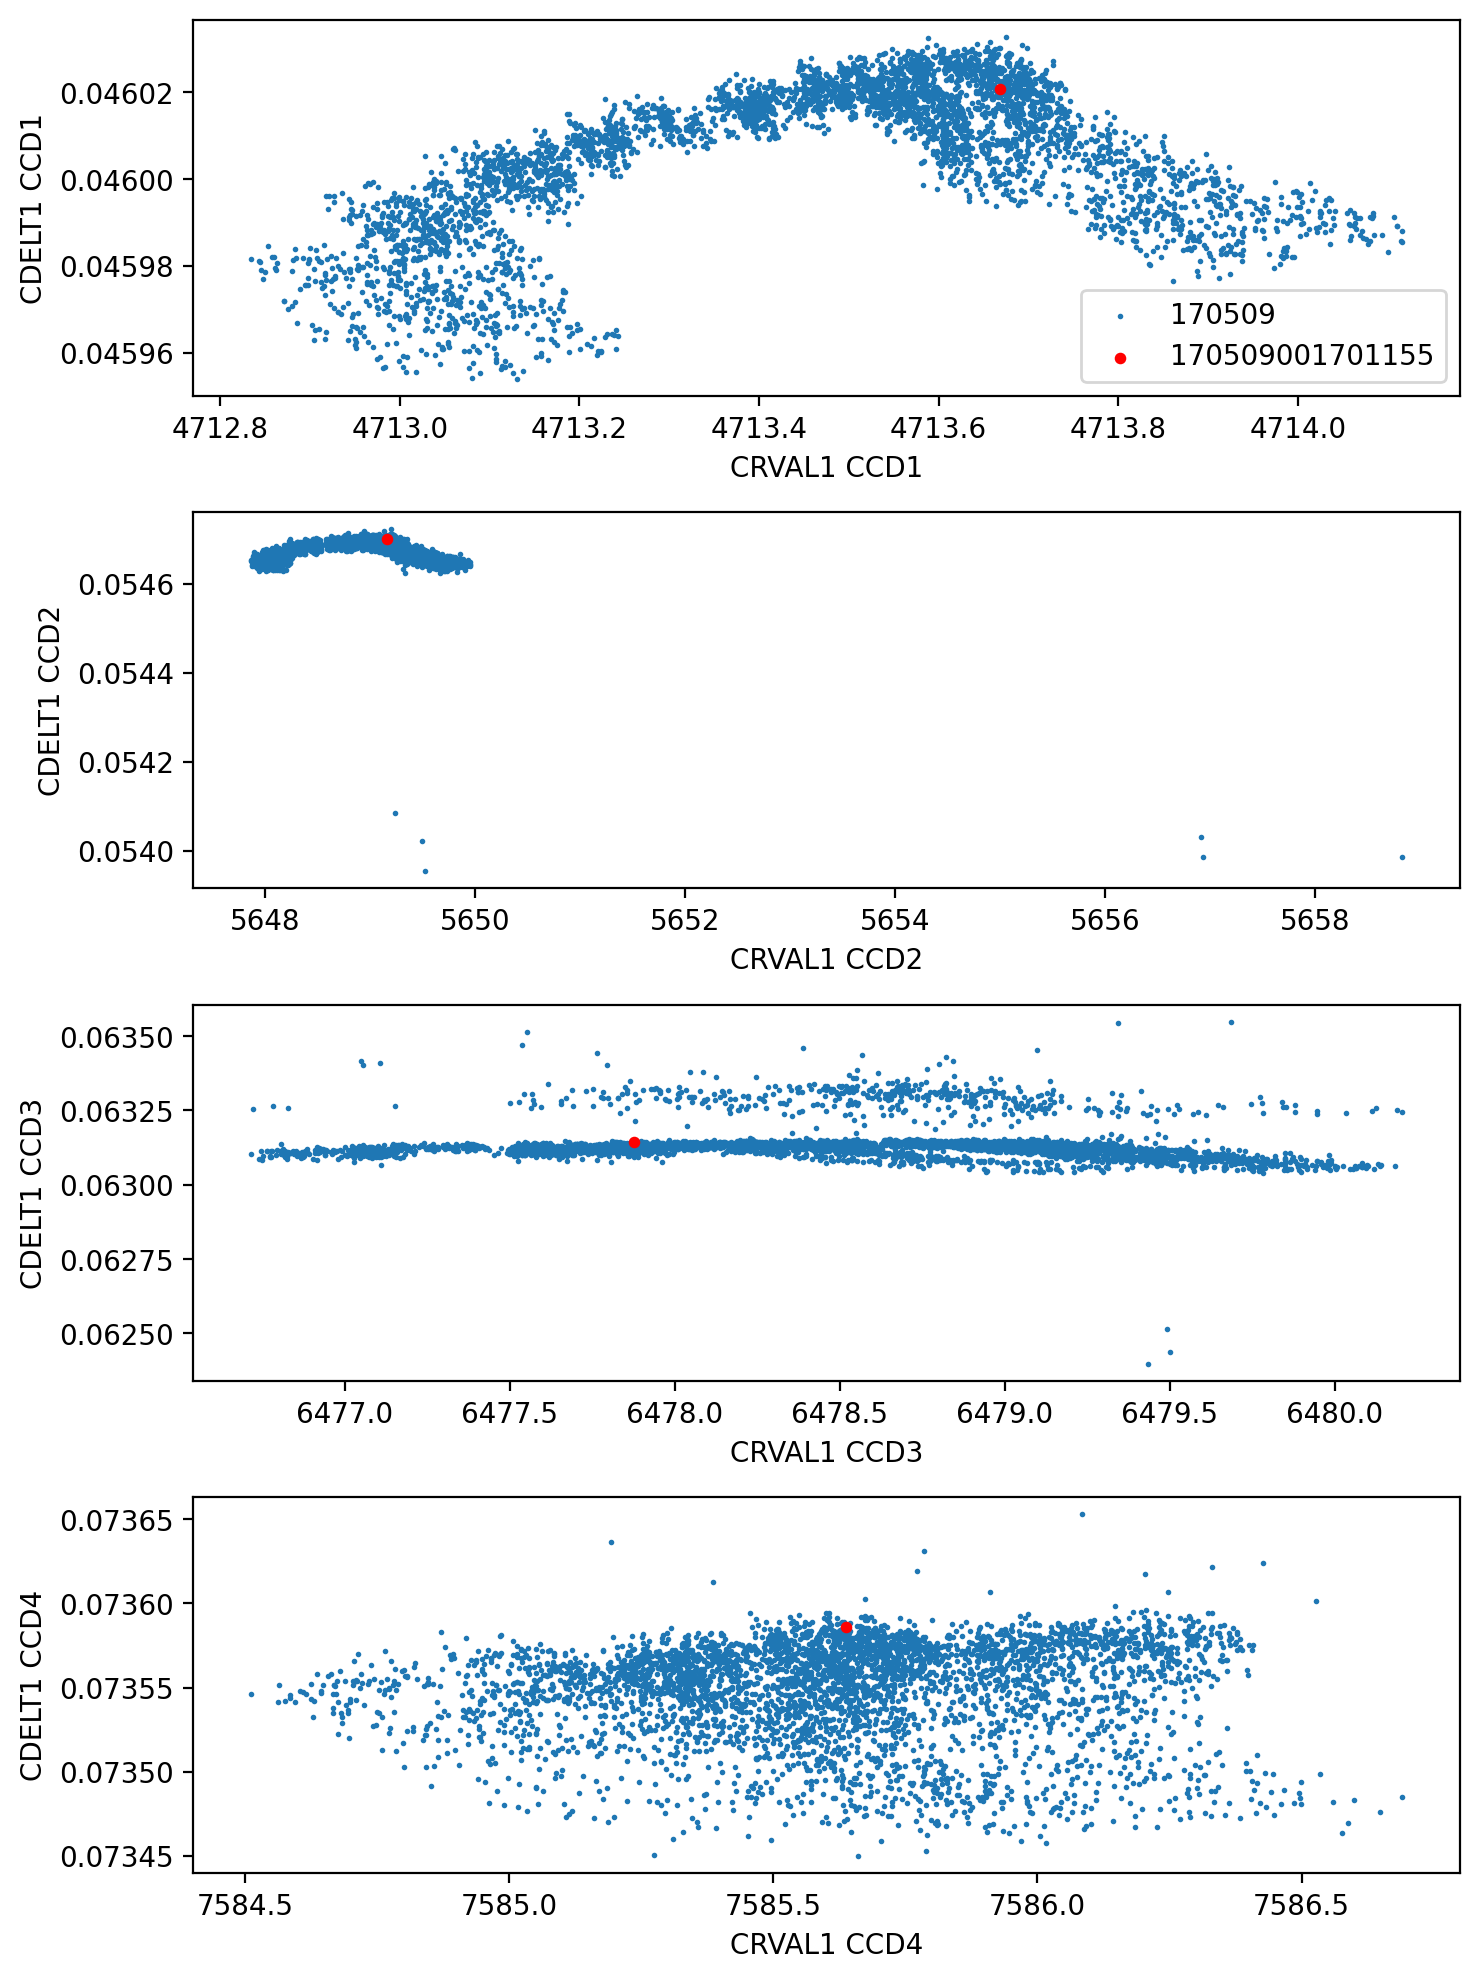 CDELT1 CCD1
0.04602
0.04600
0.04598
0.04596
170509
170509001701155
4712.8 4713.0 4713.2 4713.4 4713.6 4713.8 4714.0
CRVAL1 CCD1
CDELT1 CCD2
0.0546
0.0544
0.0542
0.0540
5648 5650 5652 5654 5656 5658
CRVAL1 CCD2
CDELT1 CCD3
0.06350
0.06325
0.06300
0.06275
0.06250
6477.0 6477.5 6478.0 6478.5 6479.0 6479.5 6480.0
CRVAL1 CCD3
CDELT1 CCD4
0.07365
0.07360
0.07355
0.07350
0.07345
7584.5 7585.0 7585.5 7586.0 7586.5
CRVAL1 CCD4